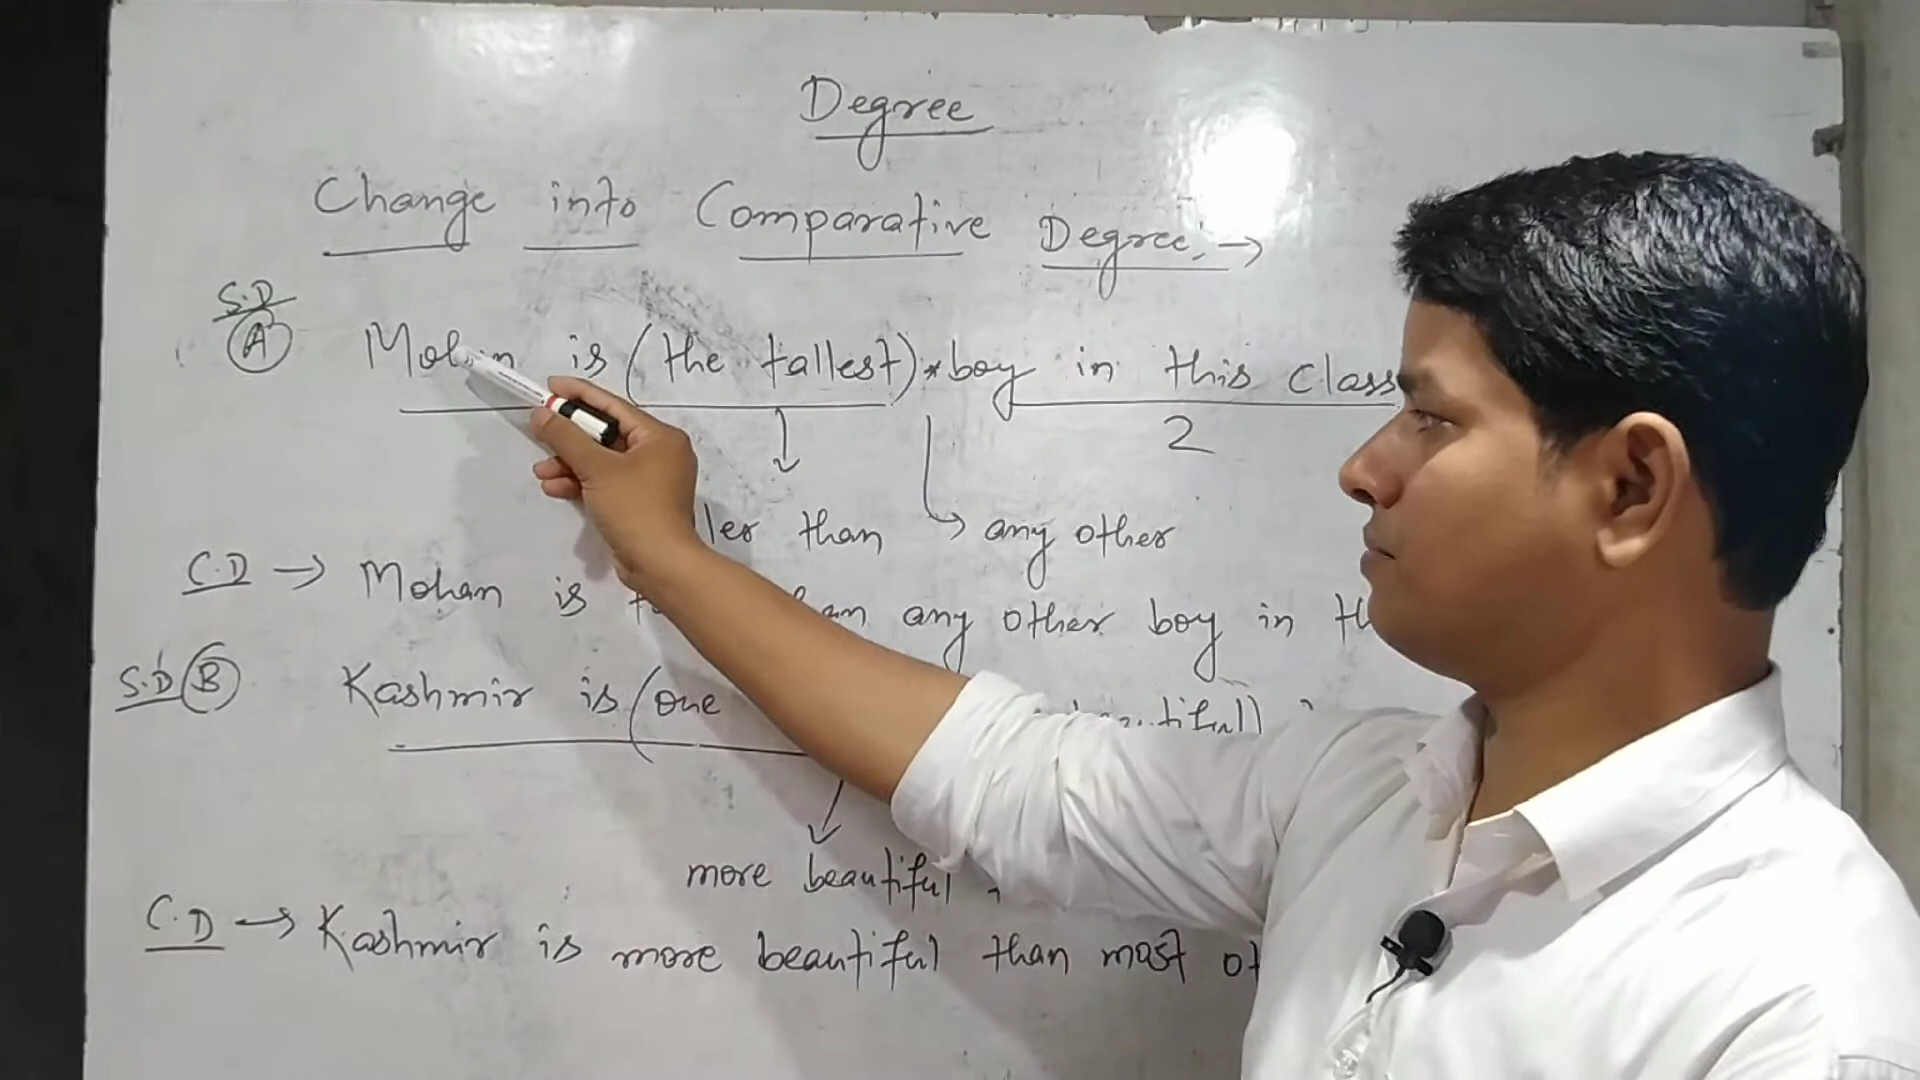 Degree
Change into Comparative Degree:→
S.D
(A) Mohan is (the tallest)*boy in this class
2
ler than → any other
C.D → Mohan is any other boy in
S.D (B) Kashmir is (one
more beautiful
C.D → Kashmir is more beautiful than most